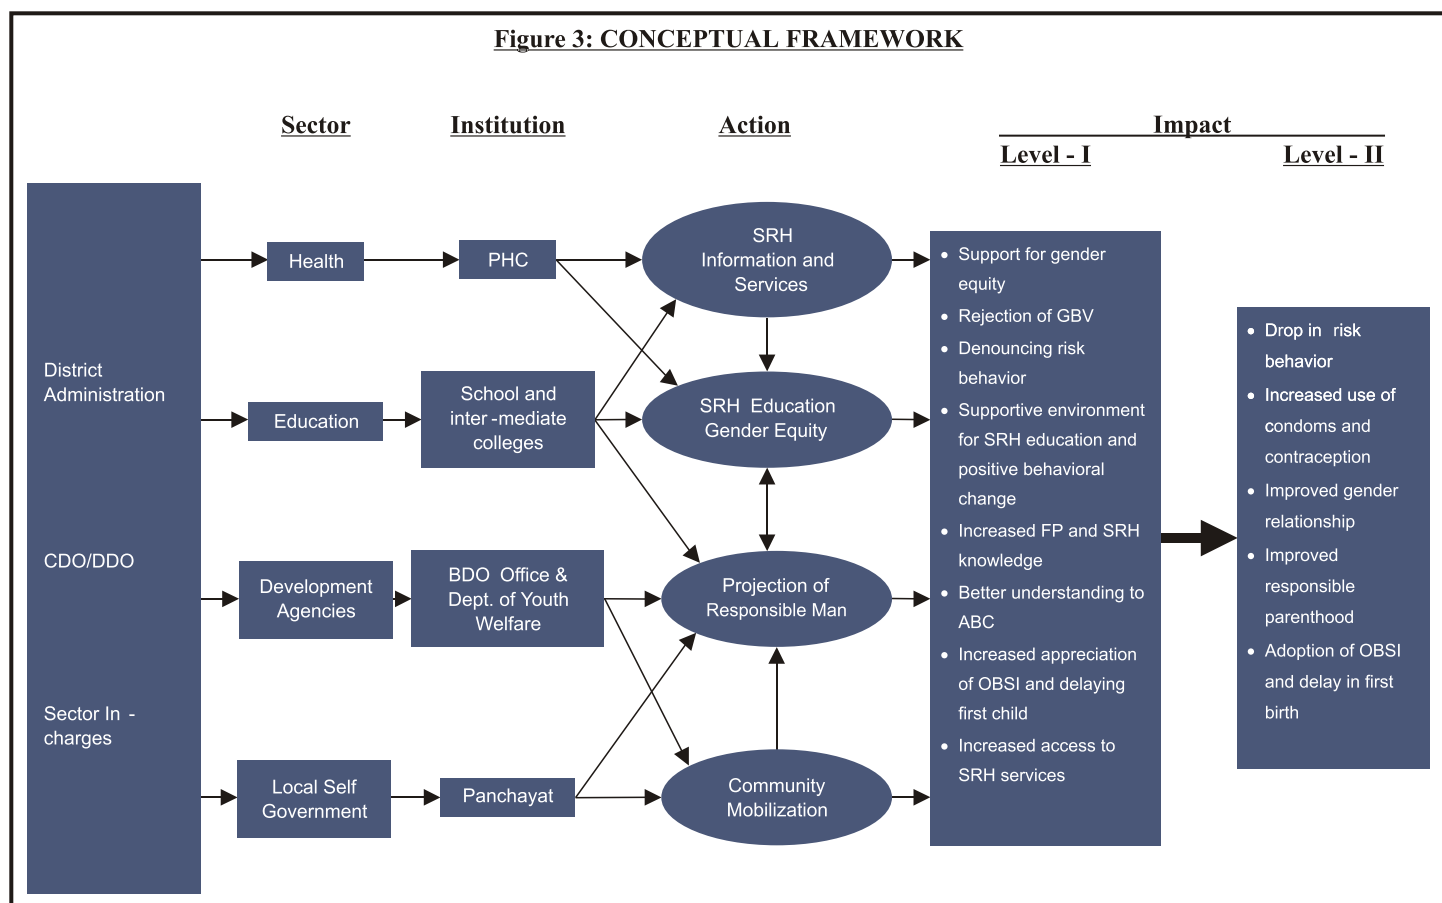 Figure 3: CONCEPTUAL FRAMEWORK
Sector
Institution
Action
Impact
Level - I
Level - II
District
Administration
CDO/DDO
Sector In -
charges
Health
Education
Development
Agencies
Local Self
Government
PHC
School and
inter -mediate
colleges
BDO Office &
Dept. of Youth
Welfare
Panchayat
SRH
Information and
Services
SRH Education
Gender Equity
Projection of
Responsible Man
Community
Mobilization
• Support for gender
equity
• Rejection of GBV
• Denouncing risk
behavior
• Supportive environment
for SRH education and
positive behavioral
change
• Increased FP and SRH
knowledge
• Better understanding to
ABC
• Increased appreciation
of OBSI and delaying
first child
• Increased access to
SRH services
• Drop in risk
behavior
• Increased use of
condoms and
contraception
• Improved gender
relationship
• Improved
responsible
parenthood
• Adoption of OBSI
and delay in first
birth